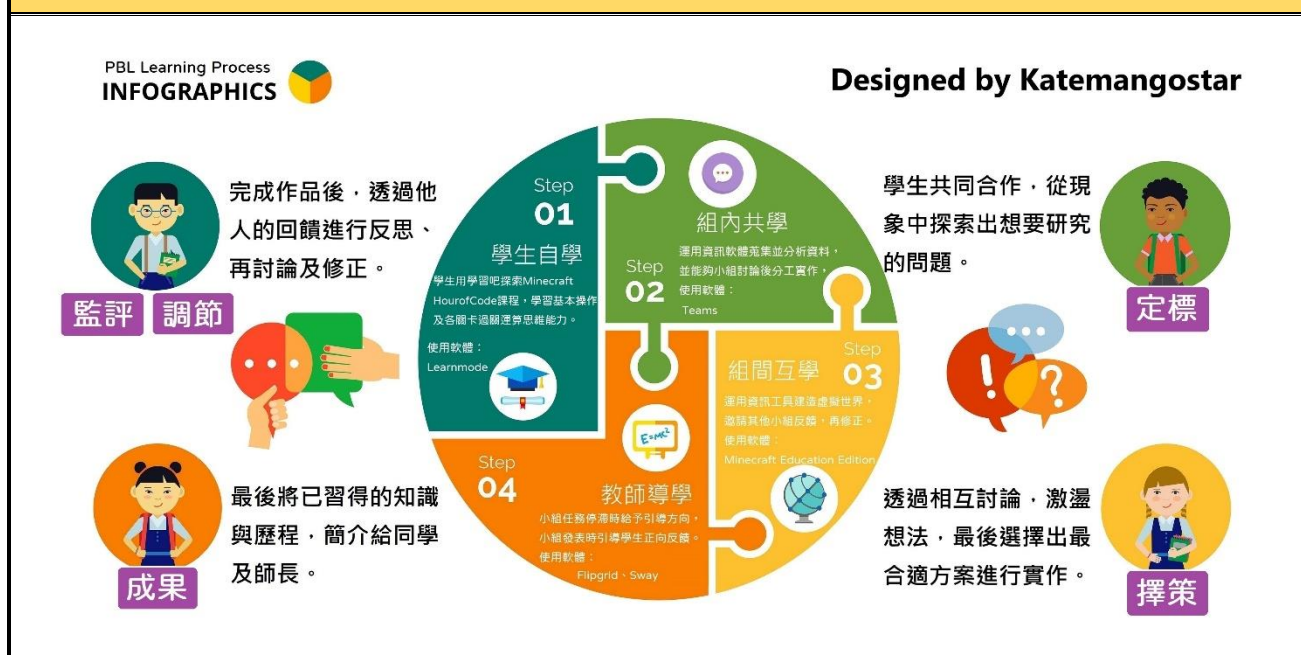 PBL Learning Process
INFOGRAPHICS
Designed by Katemangostar
完成作品後，透過他
人的回饋進行反思、
再討論及修正。
監評 調節
Step
01
學生自學
學生用學習吧探索Minecraft
HourofCode課程，學習基本操作
及各關卡過關運算思維能力。
使用軟體：
Learnmode
組內共學
運用資訊軟體蒐集並分析資料，
並能夠小組討論後分工實作，
使用軟體：
Teams
Step
02
學生共同合作，從現
象中探索出想要研究
的問題。
定標
Step
03
組間互學
運用資訊工具建造虛擬世界，
邀請其他小組反饋，再修正。
使用軟體：
Minecraft Education Edition
!
?
Step
04
E=MC²
教師導學
小組任務停滯時給予引導方向，
小組發表時引導學生正向反饋。
使用軟體：
Flipgrid、Sway
最後將已習得的知識
與歷程，簡介給同學
及師長。
成果
透過相互討論，激盪
想法，最後選擇出最
合適方案進行實作。
擇策